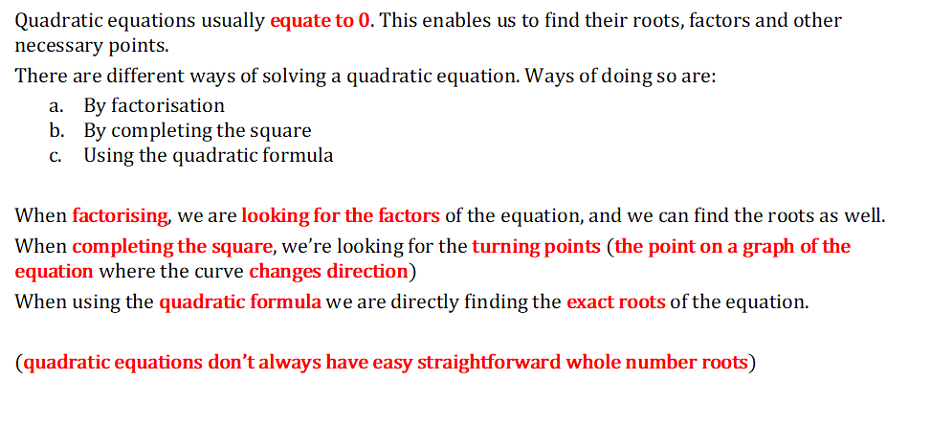 Quadratic equations usually equate to 0. This enables us to find their roots, factors and other
necessary points.
There are different ways of solving a quadratic equation. Ways of doing so are:
a. By factorisation
b. By completing the square
c. Using the quadratic formula
When factorising, we are looking for the factors of the equation, and we can find the roots as well.
When completing the square, we're looking for the turning points (the point on a graph of the
equation where the curve changes direction)
When using the quadratic formula we are directly finding the exact roots of the equation.
(quadratic equations don't always have easy straightforward whole number roots)